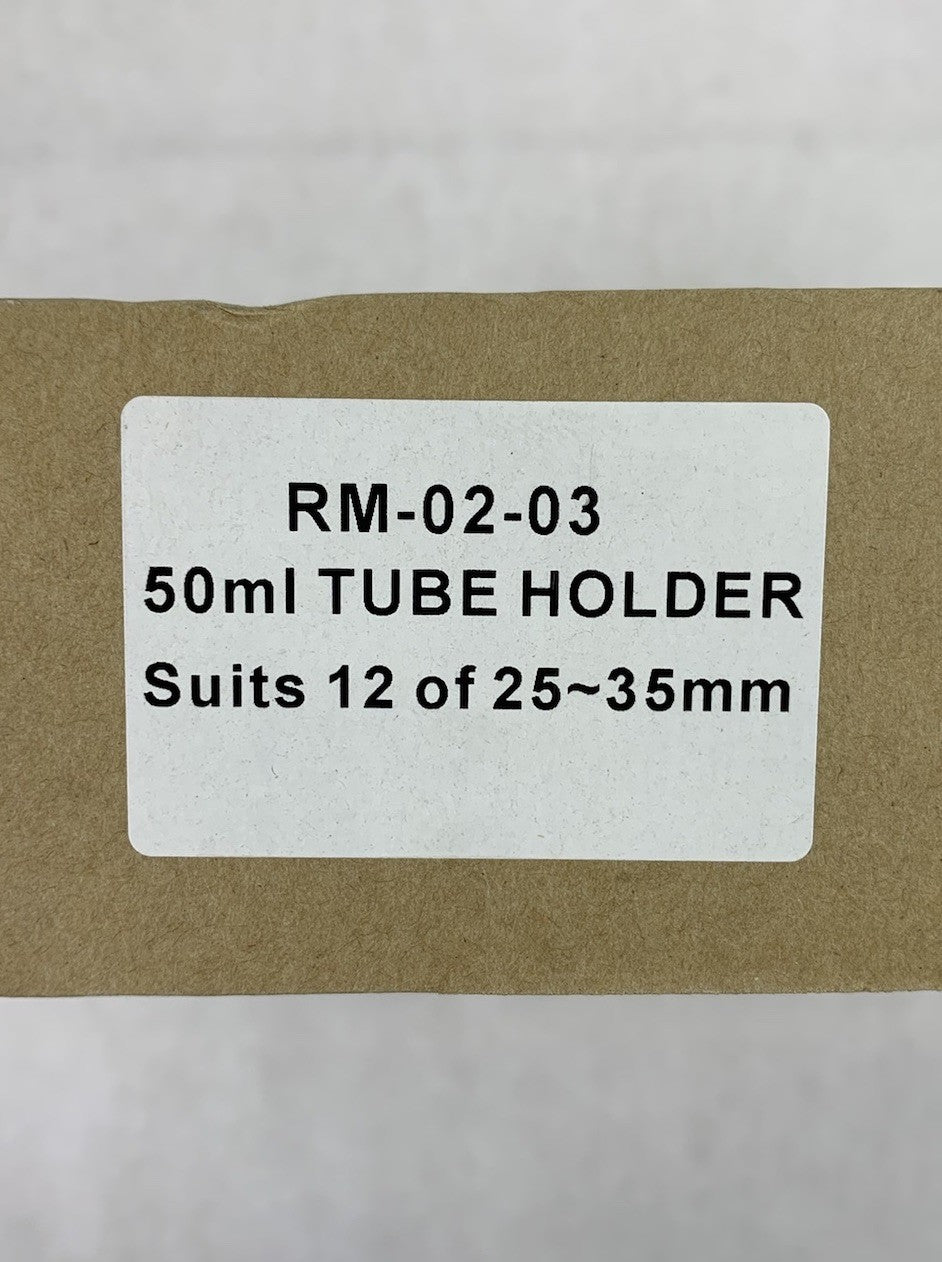 RM-02-03
50ml TUBE HOLDER
Suits 12 of 25~35mm